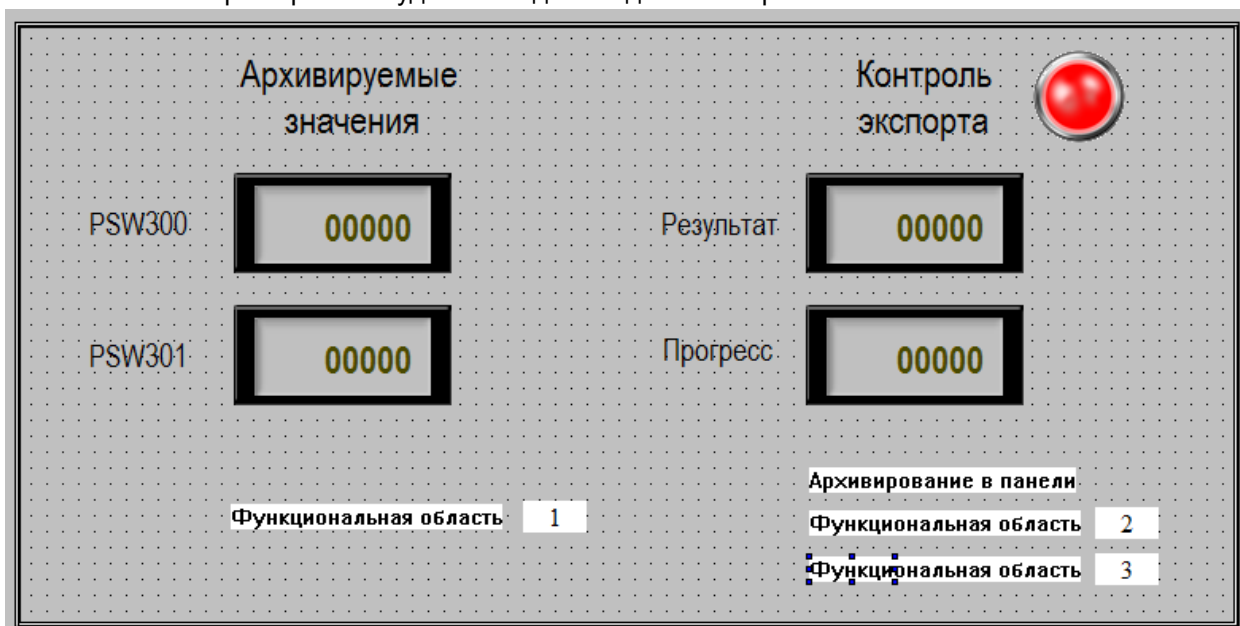 Архивируемые
значения
Контроль
экспорта
PSW300
00000
Результат
00000
PSW301
00000
Прогресс
00000
Архивирование в панели
Функциональная область 1
Функциональная область 2
Функциональная область 3